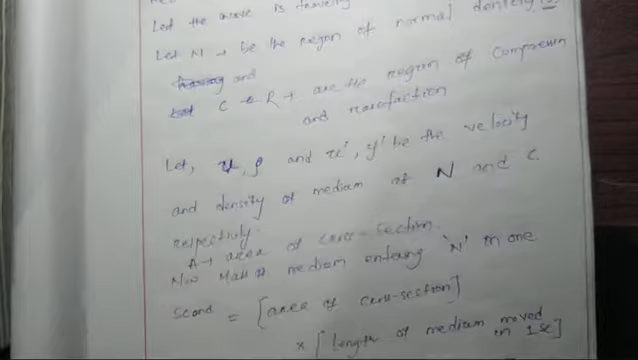 Let the wave is
Let N → be the region of normal density
and
C & R → are the region of compression
and rarefaction
Let, u, ρ and u', ρ' be the velocity
and density of medium at N and C
respectively.
A → area of cross-section.
Now Mass of medium entering 'N' in one
Second = [area of cross-section]
× [length of medium moved
in 1 sec]